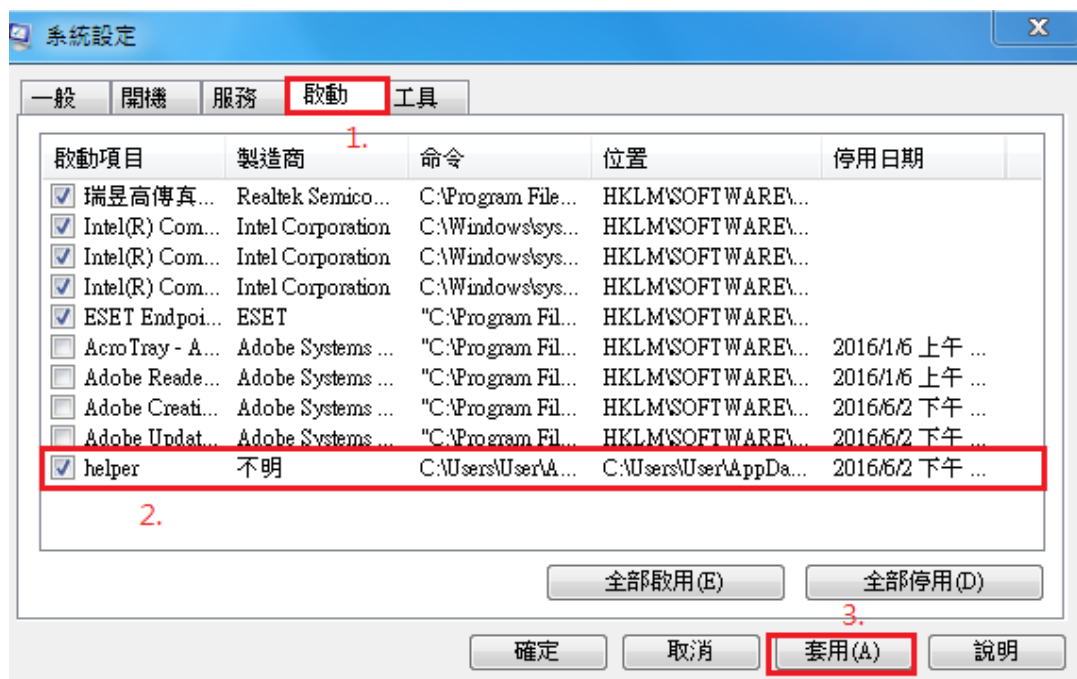 系統設定
一般 開機 服務 啟動 工具
1.
啟動項目 製造商 命令 位置 停用日期
瑞昱高傳真... Realtek Semico... C:\Program File... HKLM\SOFTWARE\...
Intel(R) Com... Intel Corporation C:\Windows\sys... HKLM\SOFTWARE\...
Intel(R) Com... Intel Corporation C:\Windows\sys... HKLM\SOFTWARE\...
Intel(R) Com... Intel Corporation C:\Windows\sys... HKLM\SOFTWARE\...
ESET Endpoi... ESET "C:\Program Fil... HKLM\SOFTWARE\...
AcroTray - A... Adobe Systems ... "C:\Program Fil... HKLM\SOFTWARE\... 2016/1/6 上午 ...
Adobe Reade... Adobe Systems ... "C:\Program Fil... HKLM\SOFTWARE\... 2016/1/6 上午 ...
Adobe Creati... Adobe Systems ... "C:\Program Fil... HKLM\SOFTWARE\... 2016/6/2 下午 ...
Adobe Updat... Adobe Systems ... "C:\Program Fil... HKLM\SOFTWARE\... 2016/6/2 下午 ...
helper 不明 C:\Users\User\A... C:\Users\User\AppDa... 2016/6/2 下午 ...
2.
全部啟用(E) 全部停用(D)
3.
確定 取消 套用(A) 說明